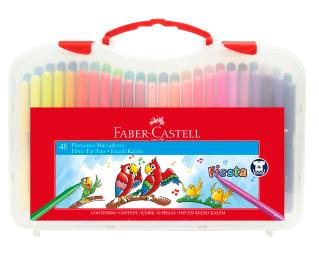 FABER-CASTELL
48 Plumones-Marcadores
Fibre-Tip Pens • Keçeli Kalem
Fiesta
CONTENIDO / CONTENT / İÇERİK: 48 PIEZAS / PIECES KEÇELİ KALEM